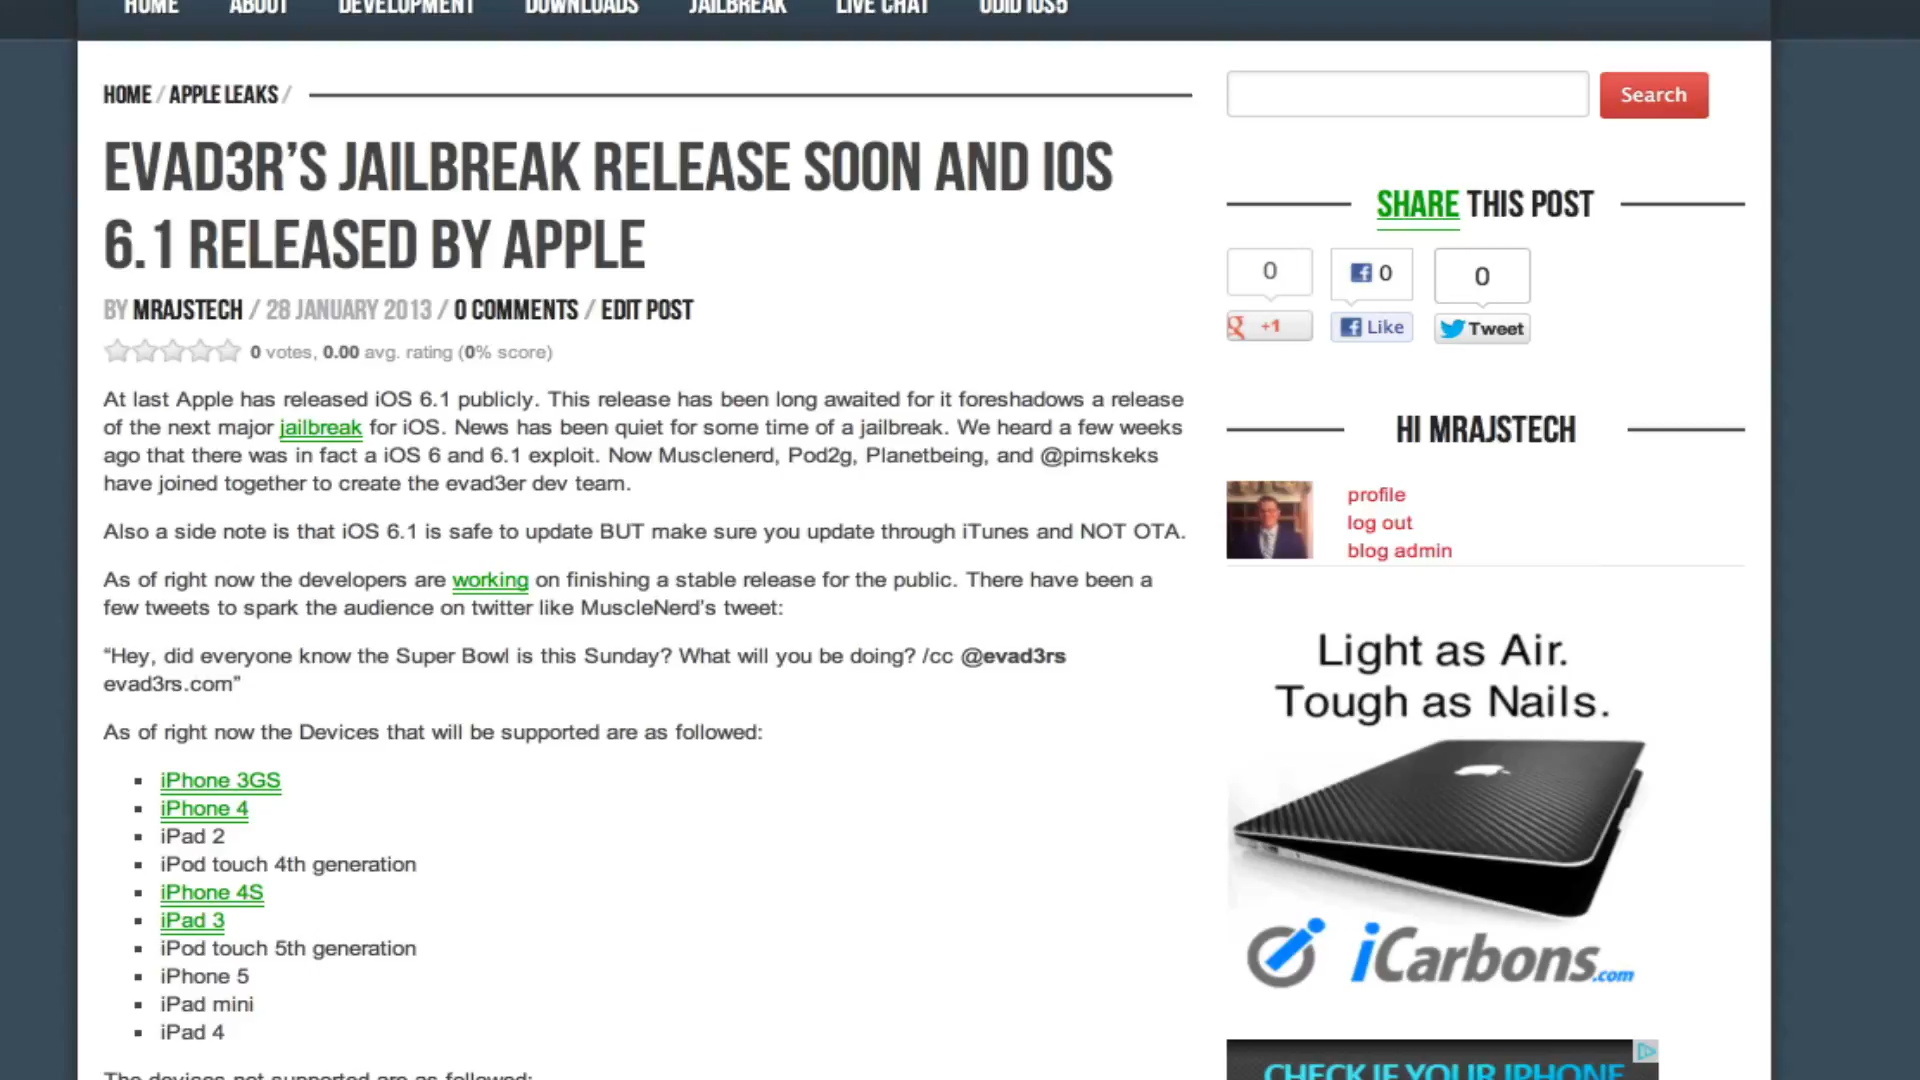 HOME ABOUT DEVELOPMENT DOWNLOADS JAILBREAK LIVE CHAT UDID IOS5
HOME / APPLE LEAKS /
EVAD3R’S JAILBREAK RELEASE SOON AND IOS
6.1 RELEASED BY APPLE
BY MRAJSTECH / 28 JANUARY 2013 / 0 COMMENTS / EDIT POST
0 votes, 0.00 avg. rating (0% score)
At last Apple has released iOS 6.1 publicly. This release has been long awaited for it foreshadows a release
of the next major jailbreak for iOS. News has been quiet for some time of a jailbreak. We heard a few weeks
ago that there was in fact a iOS 6 and 6.1 exploit. Now Musclenerd, Pod2g, Planetbeing, and @pimskeks
have joined together to create the evad3er dev team.
Also a side note is that iOS 6.1 is safe to update BUT make sure you update through iTunes and NOT OTA.
As of right now the developers are working on finishing a stable release for the public. There have been a
few tweets to spark the audience on twitter like MuscleNerd’s tweet:
“Hey, did everyone know the Super Bowl is this Sunday? What will you be doing? /cc @evad3rs
evad3rs.com”
As of right now the Devices that will be supported are as followed:
iPhone 3GS
iPhone 4
iPad 2
iPod touch 4th generation
iPhone 4S
iPad 3
iPod touch 5th generation
iPhone 5
iPad mini
iPad 4
The devices not supported are as followed:
Search
SHARE THIS POST
0 0 0
+1 Like Tweet
HI MRAJSTECH
profile
log out
blog admin
Light as Air.
Tough as Nails.
iCarbons.com
CHECK IF YOUR IPHONE